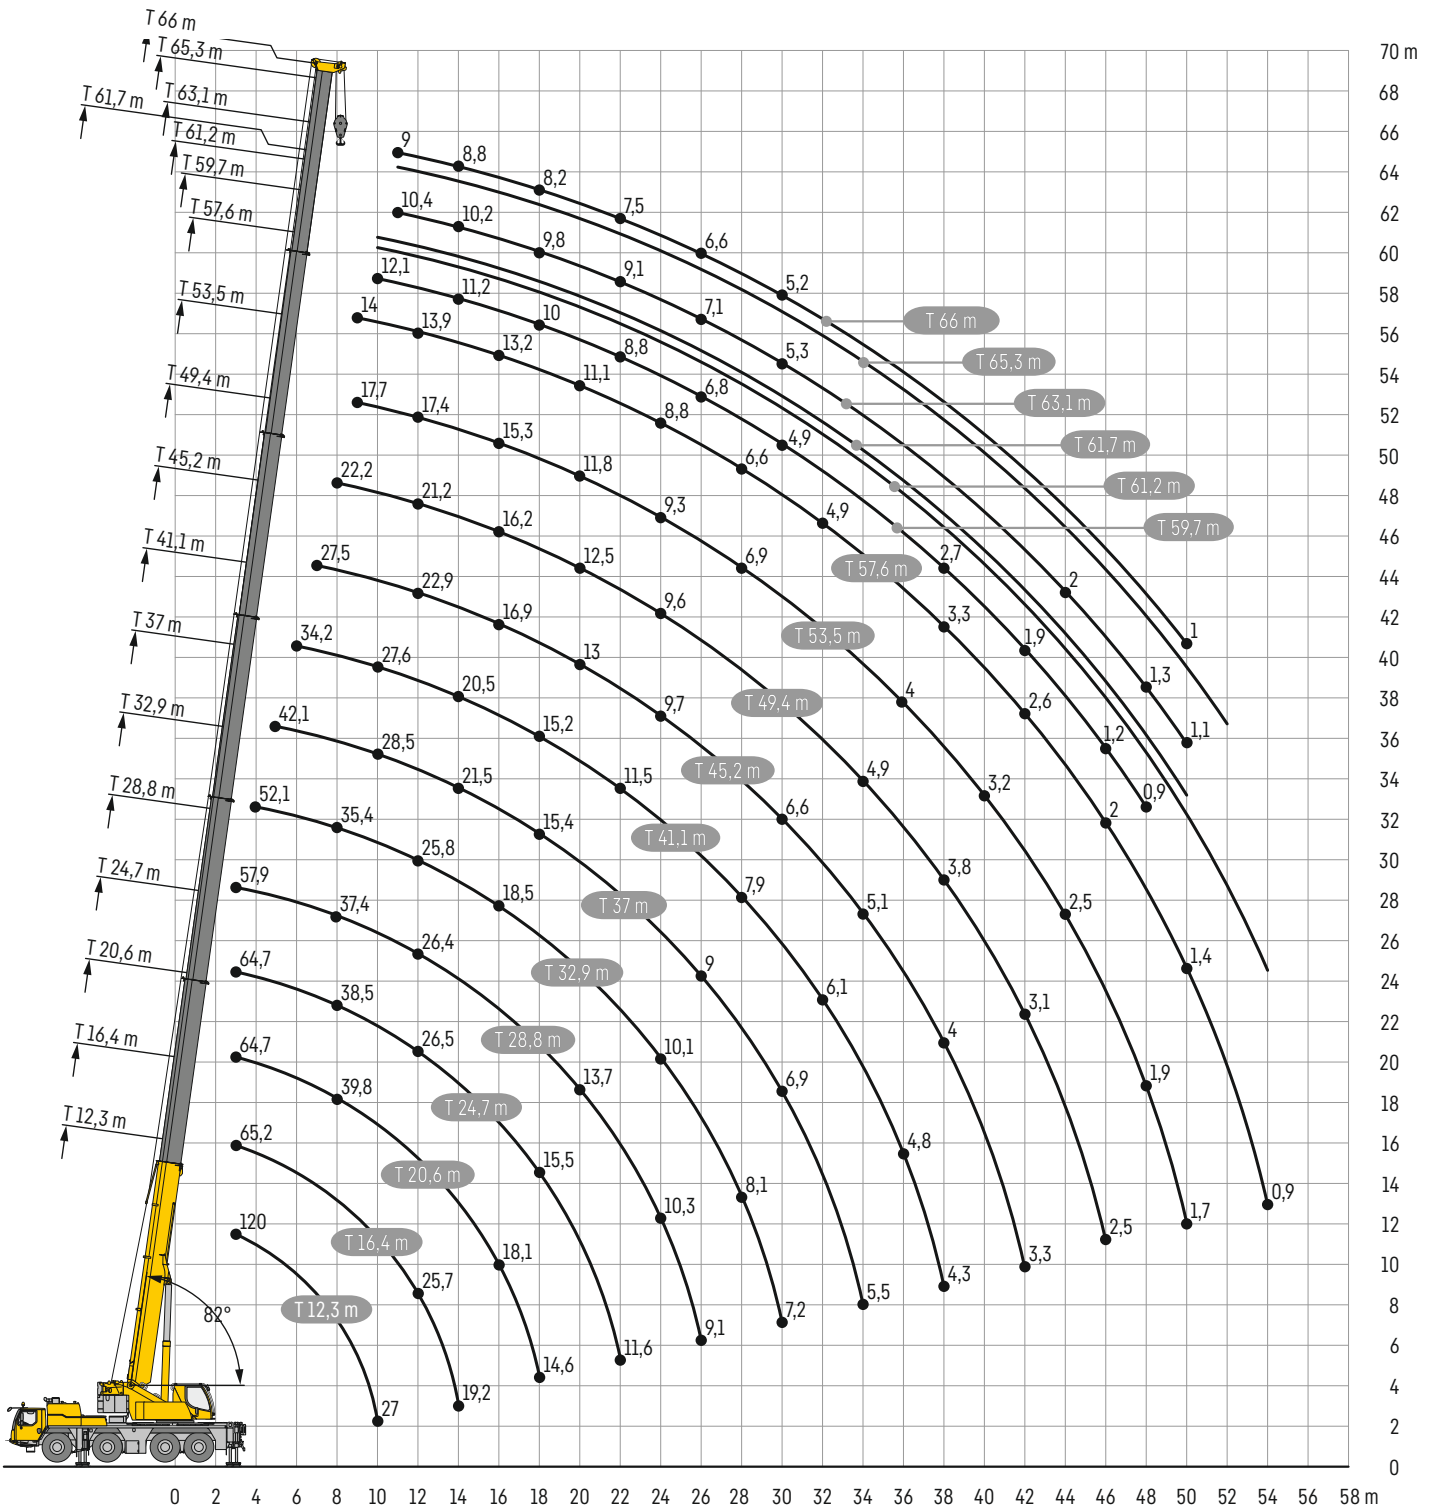 T 66 m
T 65,3 m
T 63,1 m
T 61,7 m
T 61,2 m
T 59,7 m
T 57,6 m
T 53,5 m
T 49,4 m
T 45,2 m
T 41,1 m
T 37 m
T 32,9 m
T 28,8 m
T 24,7 m
T 20,6 m
T 16,4 m
T 12,3 m
82°
9 8,8 8,2 7,5 6,6 5,2 1
10,4 10,2 9,8 9,1 7,1 5,3 2 1,3 1,1
12,1 11,2 10 8,8 6,8 4,9 2,7 1,9 1,2 0,9
14 13,9 13,2 11,1 8,8 6,6 4,9 3,3 2,6 2 1,4 0,9
17,7 17,4 15,3 11,8 9,3 6,9 4 3,2 2,5 1,9 1,7
22,2 21,2 16,2 12,5 9,6 4,9 3,8 3,1 2,5
27,5 22,9 16,9 13 9,7 6,6 5,1 4 3,3
34,2 27,6 20,5 15,2 11,5 7,9 6,1 4,8 4,3
42,1 28,5 21,5 15,4 9 6,9 5,5
52,1 35,4 25,8 18,5 10,1 8,1 7,2
57,9 37,4 26,4 13,7 10,3 9,1
64,7 38,5 26,5 15,5 11,6
64,7 39,8 18,1 14,6
65,2 25,7 19,2
120 27
T 66 m
T 65,3 m
T 63,1 m
T 61,7 m
T 61,2 m
T 59,7 m
T 57,6 m
T 53,5 m
T 49,4 m
T 45,2 m
T 41,1 m
T 37 m
T 32,9 m
T 28,8 m
T 24,7 m
T 20,6 m
T 16,4 m
T 12,3 m
70 m
68
66
64
62
60
58
56
54
52
50
48
46
44
42
40
38
36
34
32
30
28
26
24
22
20
18
16
14
12
10
8
6
4
2
0
0 2 4 6 8 10 12 14 16 18 20 22 24 26 28 30 32 34 36 38 40 42 44 46 48 50 52 54 56 58 m